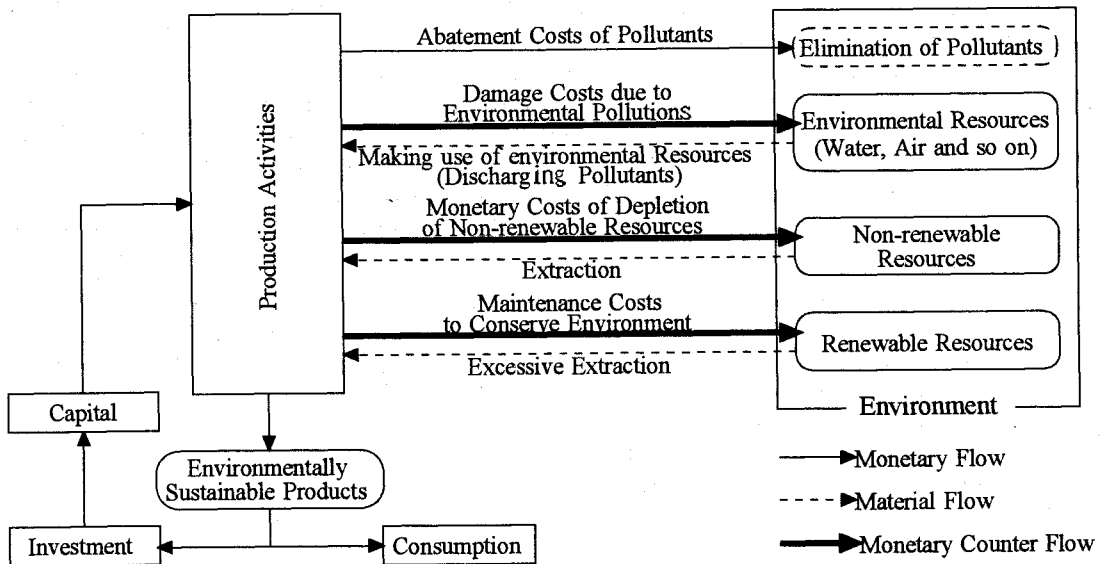 Abatement Costs of Pollutants
Elimination of Pollutants
Damage Costs due to
Environmental Pollutions
Environmental Resources
(Water, Air and so on)
Making use of environmental Resources
(Discharging Pollutants)
Production Activities
Monetary Costs of Depletion
of Non-renewable Resources
Non-renewable
Resources
Extraction
Maintenance Costs
to Conserve Environment
Renewable Resources
Excessive Extraction
Environment
Capital
Environmentally
Sustainable Products
Investment
Consumption
Monetary Flow
Material Flow
Monetary Counter Flow